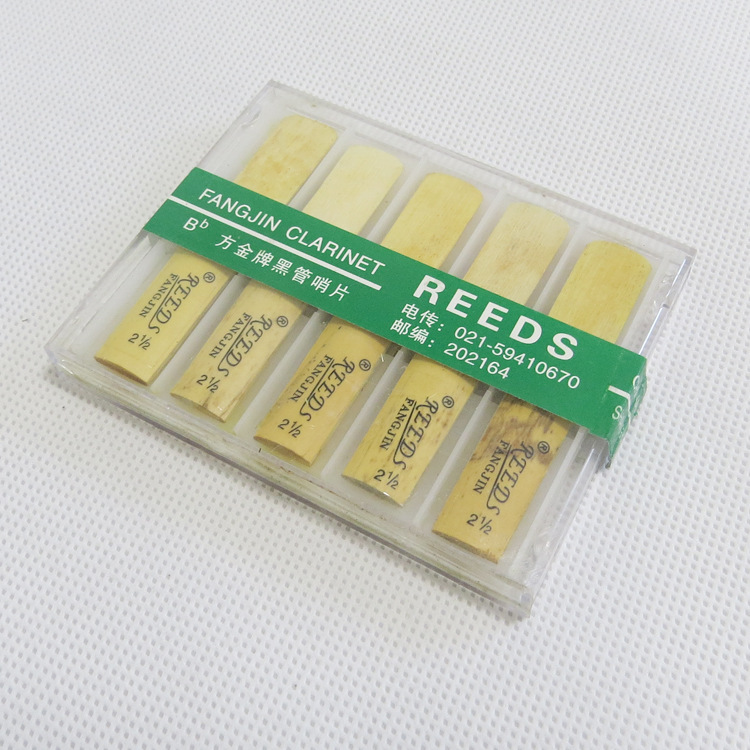 FANGJIN CLARINET
REEDS
B♭ 方金牌黑管哨片
电传: 021-59410670
邮编: 202164
REEDS®
FANGJIN
2½
REEDS®
FANGJIN
2½
REEDS®
FANGJIN
2½
REEDS®
FANGJIN
2½
REEDS®
FANGJIN
2½